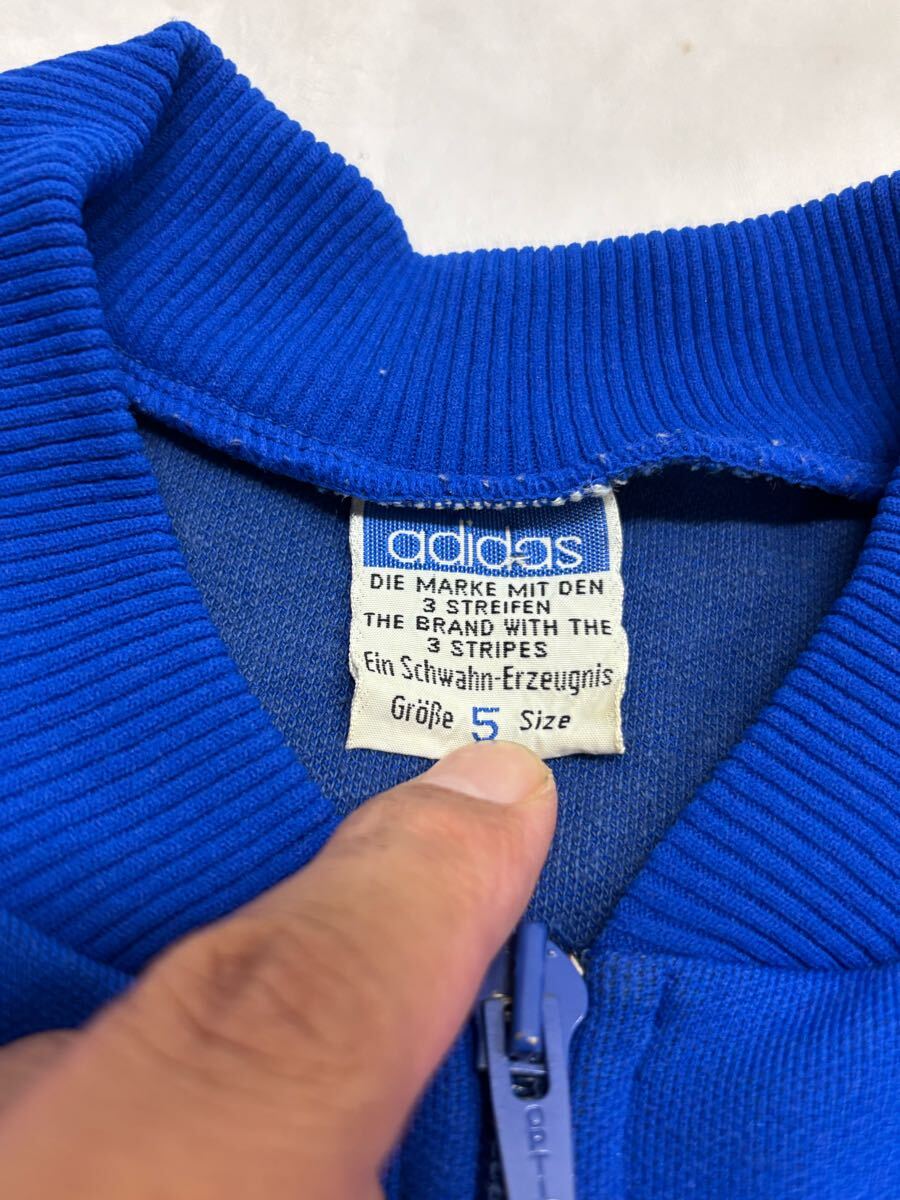 adidas
DIE MARKE MIT DEN
3 STREIFEN
THE BRAND WITH THE
3 STRIPES
Ein Schwahn-Erzeugnis
Größe 5 Size
OPTI